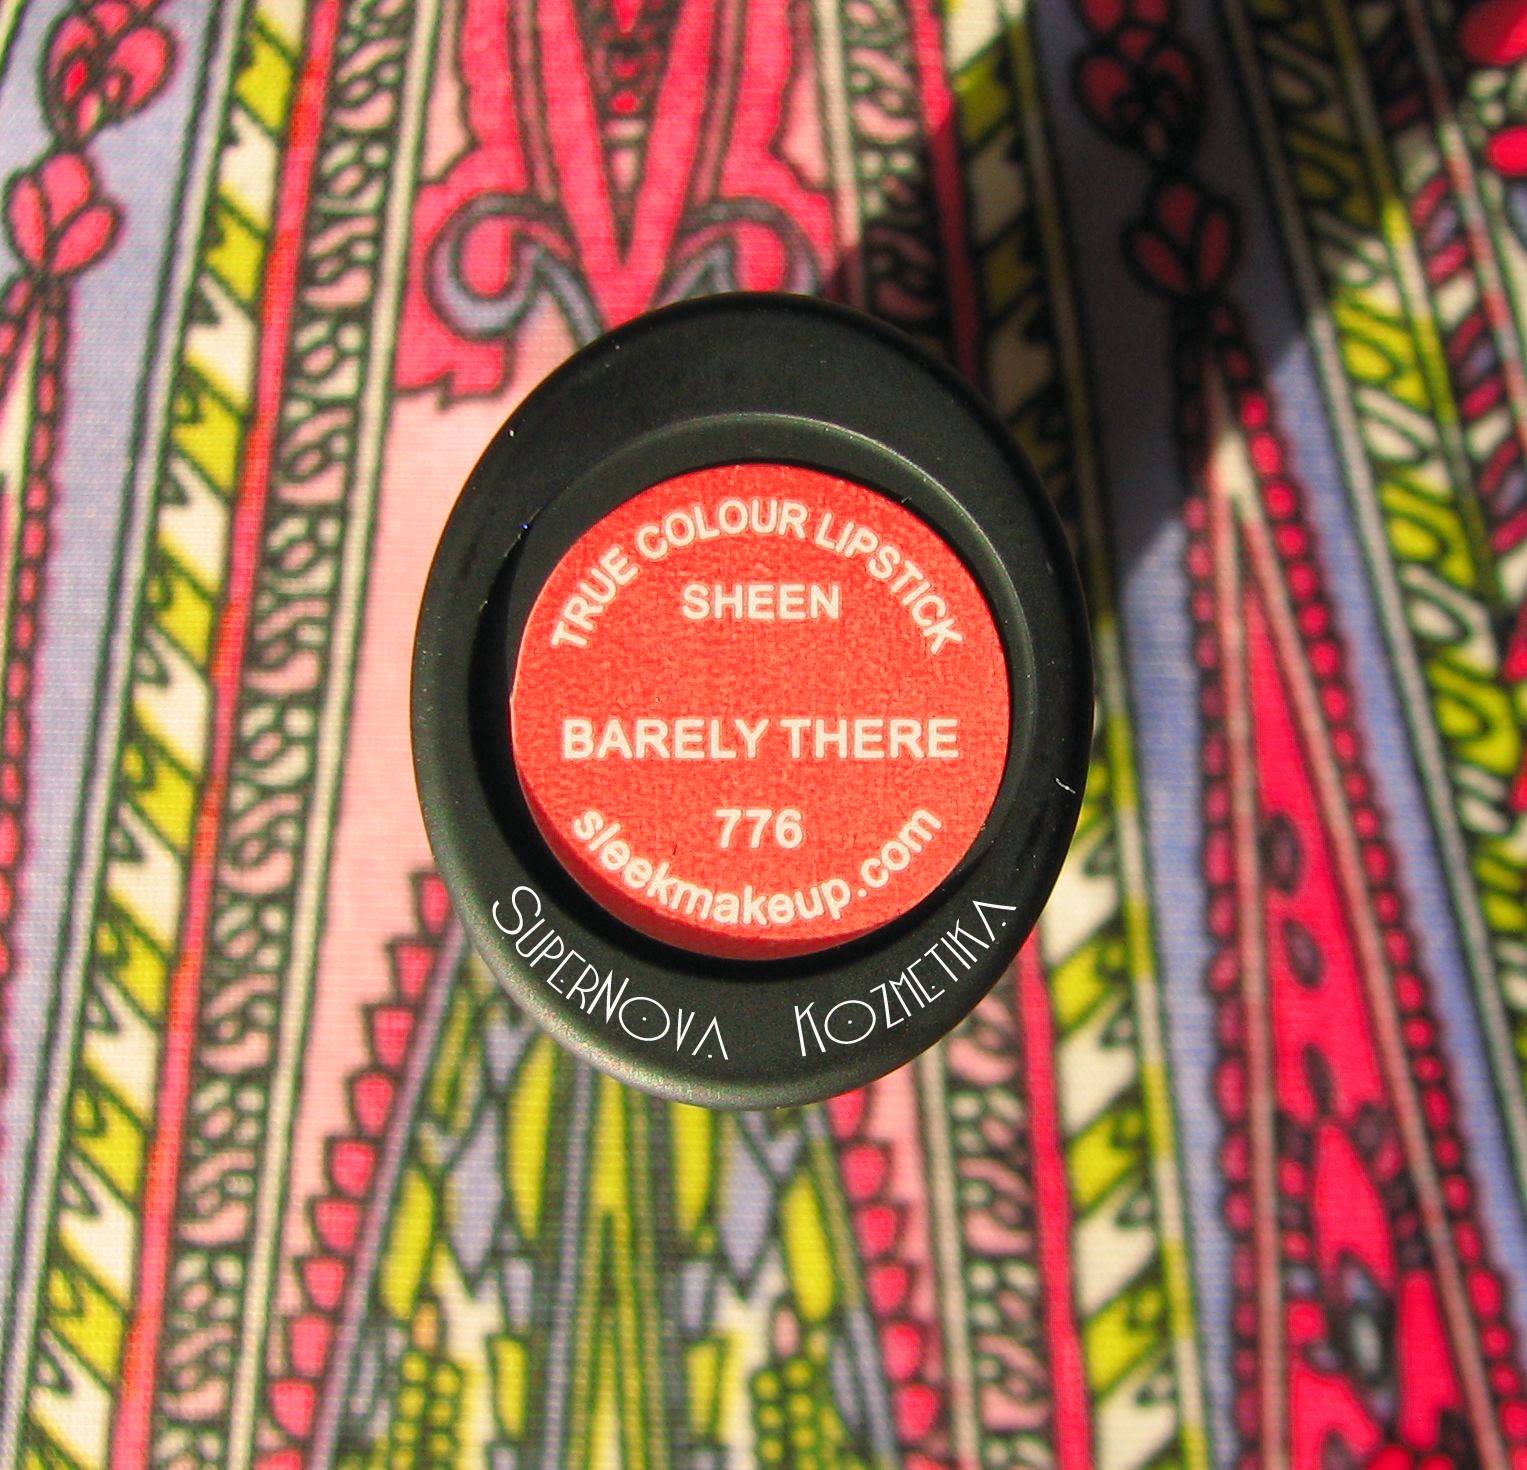 TRUE COLOUR LIPSTICK
SHEEN
BARELY THERE
776
sleekmakeup.com
SUPERNOVA KOZMETIKA